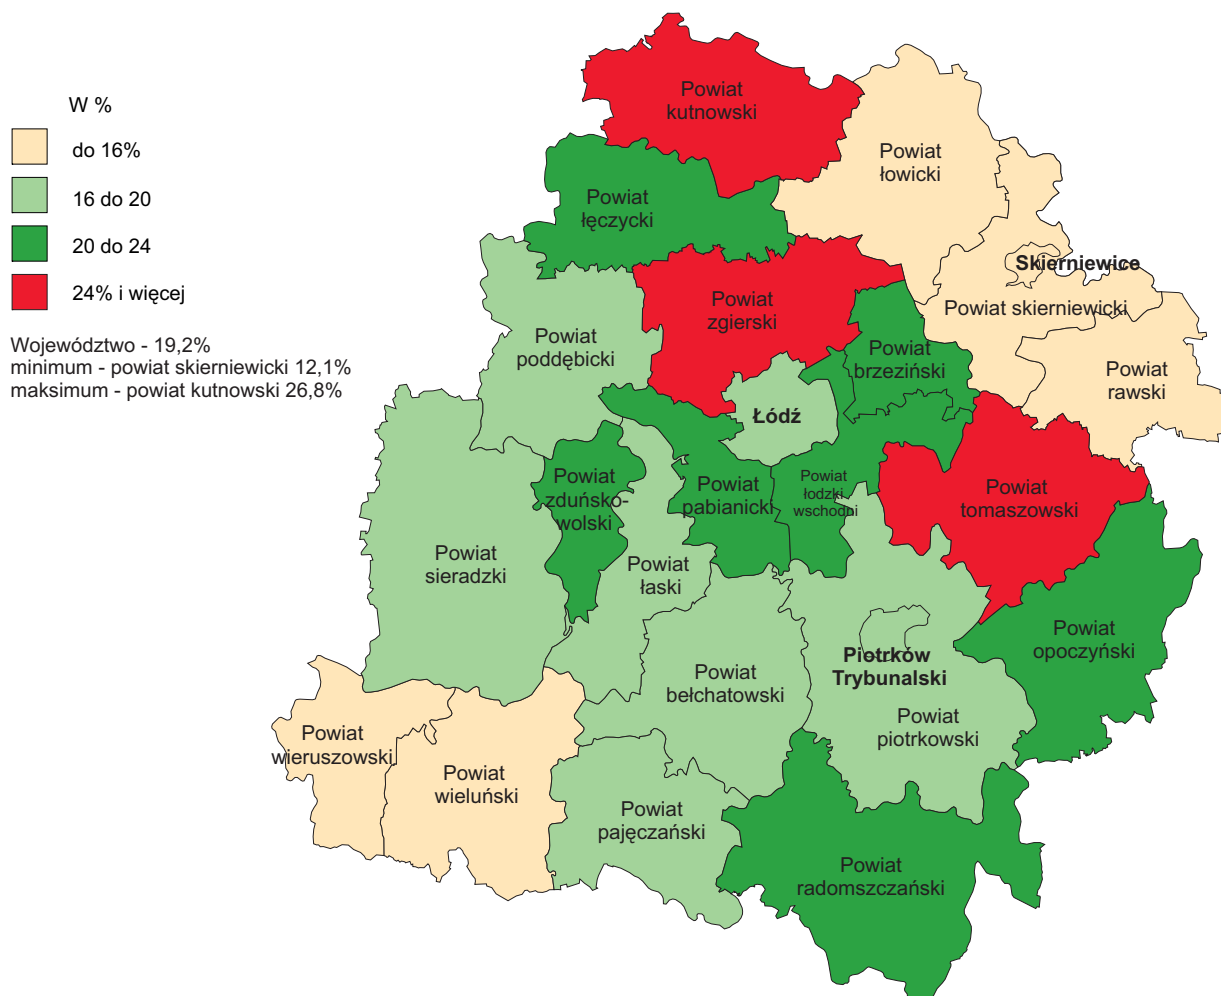 W %
do 16%
16 do 20
20 do 24
24% i więcej
Województwo - 19,2%
minimum - powiat skierniewicki 12,1%
maksimum - powiat kutnowski 26,8%
Powiat
kutnowski
Powiat
łowicki
Powiat
łęczycki
Skierniewice
Powiat skierniewicki
Powiat
zgierski
Powiat
poddębicki
Powiat
brzeziński
Powiat
rawski
Łódź
Powiat
zduńsko-
wolski
Powiat
pabianicki
Powiat
łodzki
wschodni
Powiat
tomaszowski
Powiat
sieradzki
Powiat
łaski
Powiat
opoczyński
Piotrków
Trybunalski
Powiat
bełchatowski
Powiat
piotrkowski
Powiat
wieruszowski
Powiat
wieluński
Powiat
pajęczański
Powiat
radomszczański